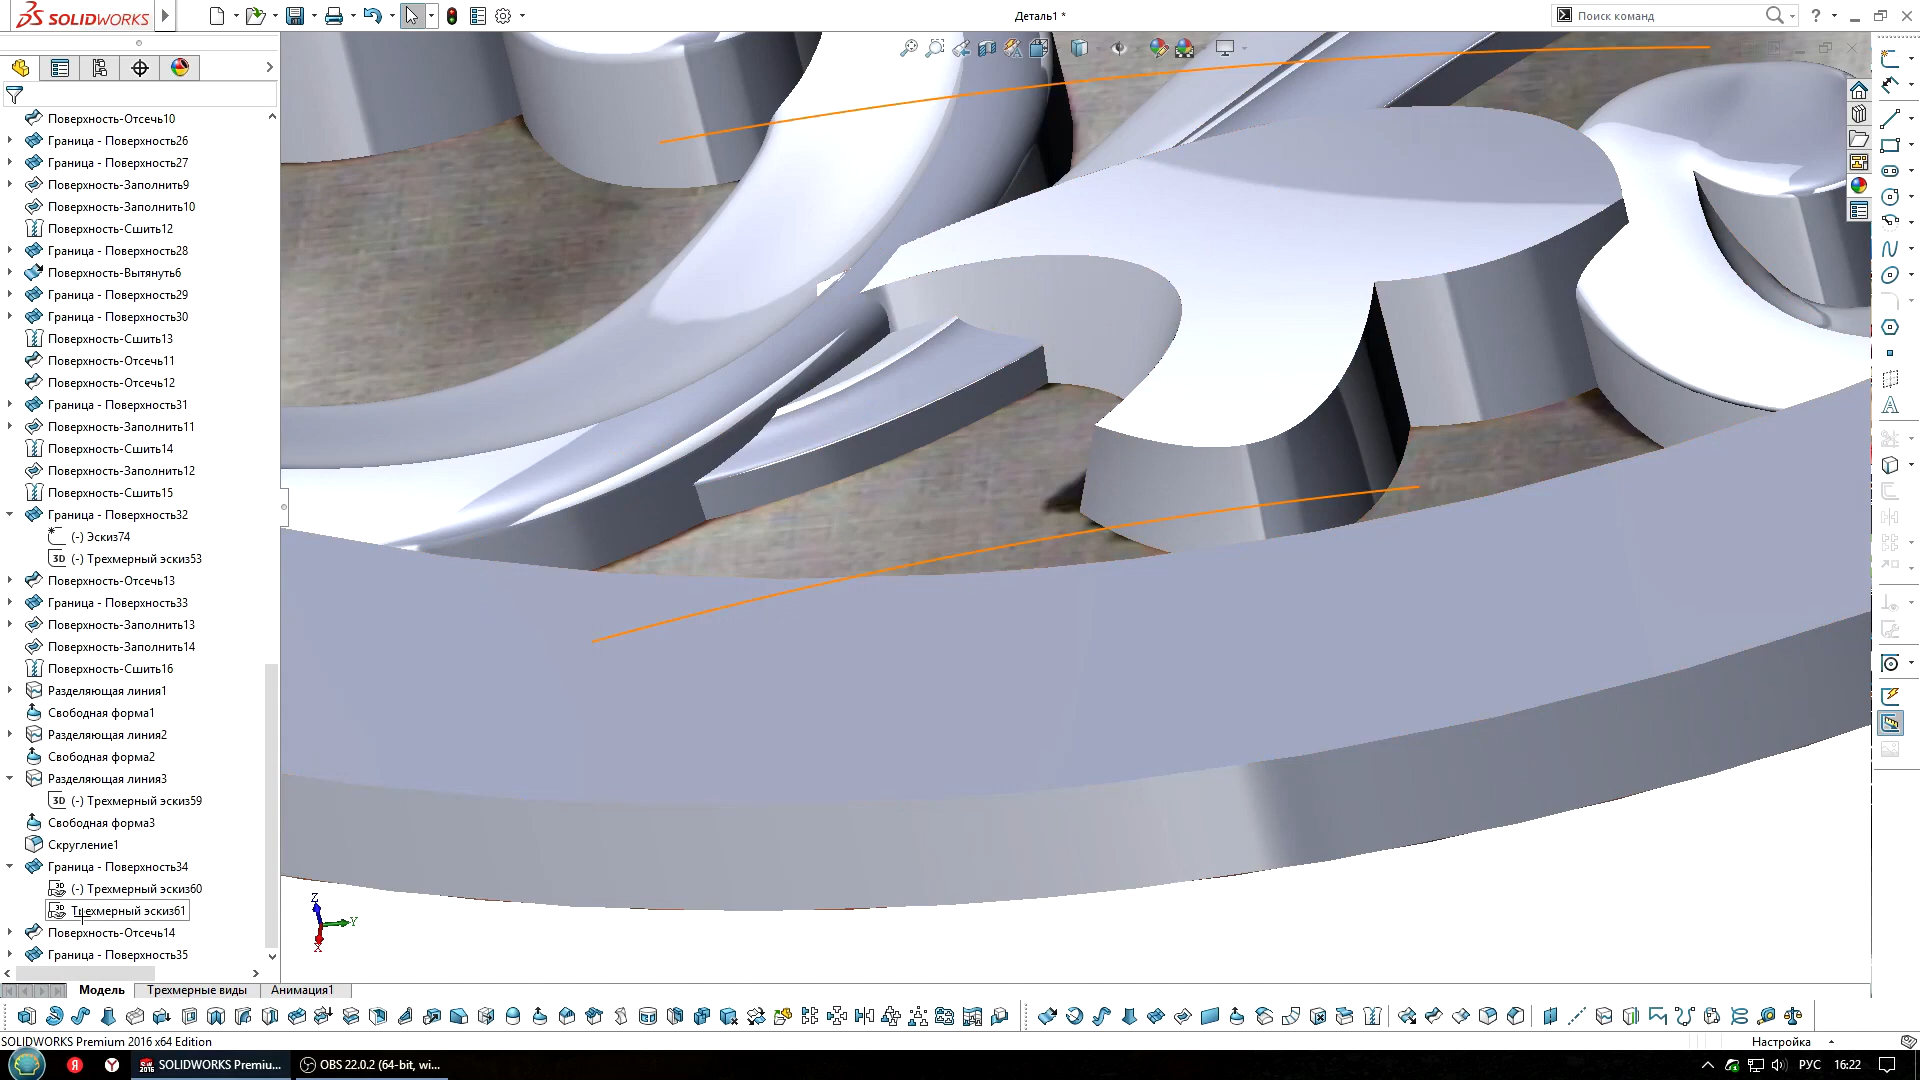 SOLIDWORKS
Деталь1 *
Поиск команд
Поверхность-Отсечь10
Граница - Поверхность26
Граница - Поверхность27
Поверхность-Заполнить9
Поверхность-Заполнить10
Поверхность-Сшить12
Граница - Поверхность28
Поверхность-Вытянуть6
Граница - Поверхность29
Граница - Поверхность30
Поверхность-Сшить13
Поверхность-Отсечь11
Поверхность-Отсечь12
Граница - Поверхность31
Поверхность-Заполнить11
Поверхность-Сшить14
Поверхность-Заполнить12
Поверхность-Сшить15
Граница - Поверхность32
(-) Эскиз74
3D (-) Трехмерный эскиз53
Поверхность-Отсечь13
Граница - Поверхность33
Поверхность-Заполнить13
Поверхность-Заполнить14
Поверхность-Сшить16
Разделяющая линия1
Свободная форма1
Разделяющая линия2
Свободная форма2
Разделяющая линия3
3D (-) Трехмерный эскиз59
Свободная форма3
Скругление1
Граница - Поверхность34
3D (-) Трехмерный эскиз60
3D Трехмерный эскиз61
Поверхность-Отсечь14
Граница - Поверхность35
Z
Y
X
Модель Трехмерные виды Анимация1
SOLIDWORKS Premium 2016 x64 Edition
Настройка
SOLIDWORKS Premiu...
OBS 22.0.2 (64-bit, wi...
РУС 16:22